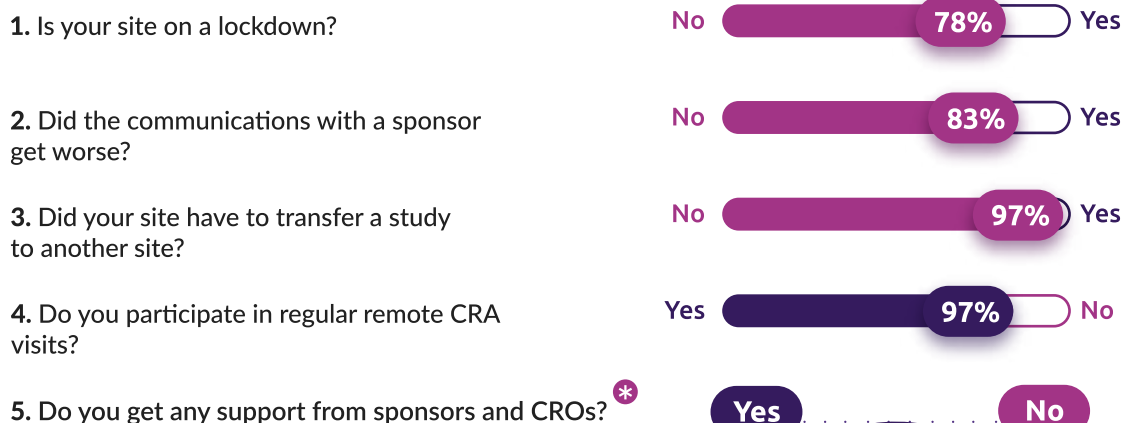 1. Is your site on a lockdown?
No 78% Yes
2. Did the communications with a sponsor
get worse?
No 83% Yes
3. Did your site have to transfer a study
to another site?
No 97% Yes
4. Do you participate in regular remote CRA
visits?
Yes 97% No
5. Do you get any support from sponsors and CROs? *
Yes No